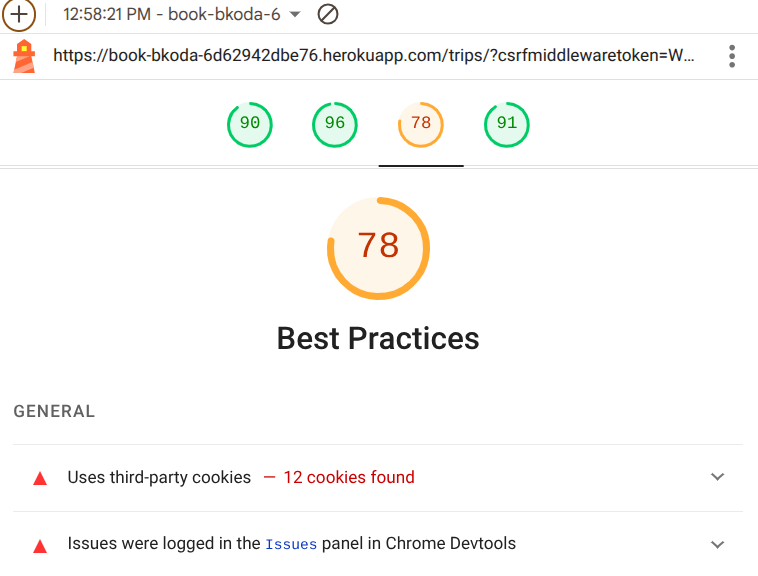 12:58:21 PM - book-bkoda-6
https://book-bkoda-6d62942dbe76.herokuapp.com/trips/?csrfmiddlewaretoken=W...
90 96 78 91
78
Best Practices
GENERAL
Uses third-party cookies — 12 cookies found
Issues were logged in the Issues panel in Chrome Devtools